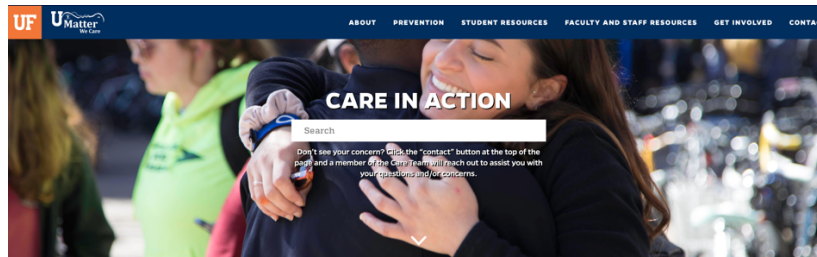 UF
U Matter
We Care
ABOUT PREVENTION STUDENT RESOURCES FACULTY AND STAFF RESOURCES GET INVOLVED CONTA
CARE IN ACTION
Search
Don't see your concern? Click the "contact" button at the top of the
page and a member of the Care Team will reach out to assist you with
your questions and/or concerns.